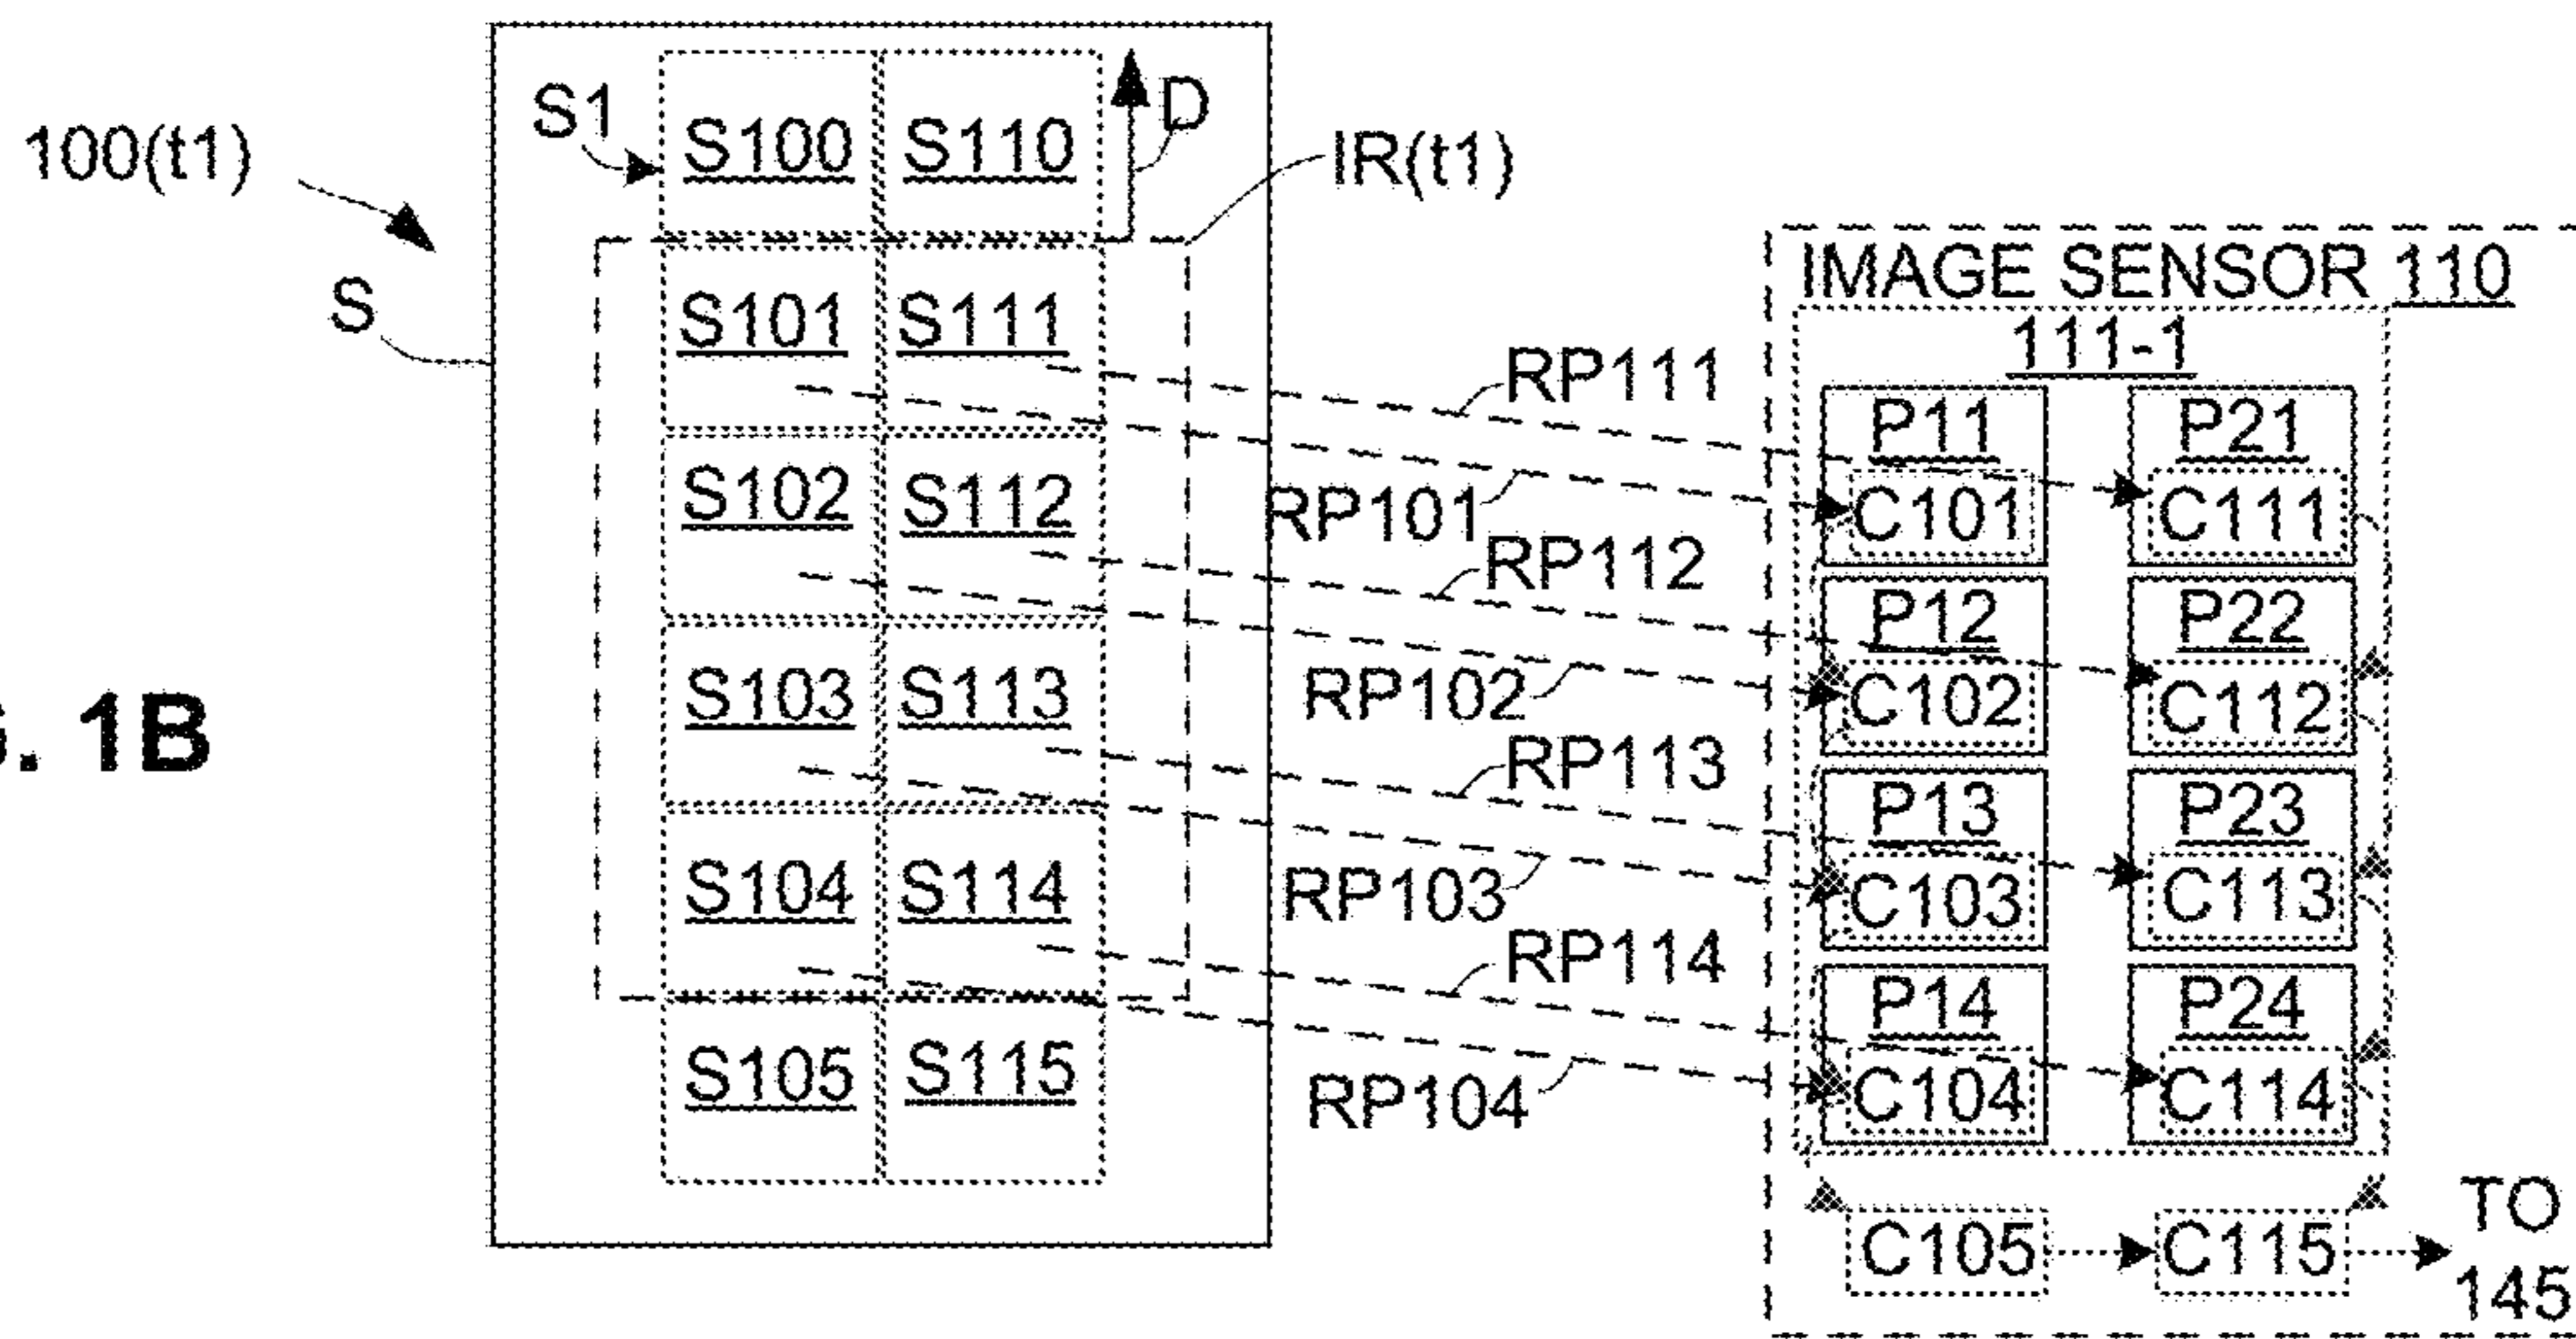 100(t1)
S
S1
D
IR(t1)
S100 S110
S101 S111
S102 S112
S103 S113
S104 S114
S105 S115
RP111
RP101
RP112
RP102
RP113
RP103
RP114
RP104
IMAGE SENSOR 110
111-1
P11 P21
C101 C111
P12 P22
C102 C112
P13 P23
C103 C113
P14 P24
C104 C114
C105 C115
TO
145
. 1B